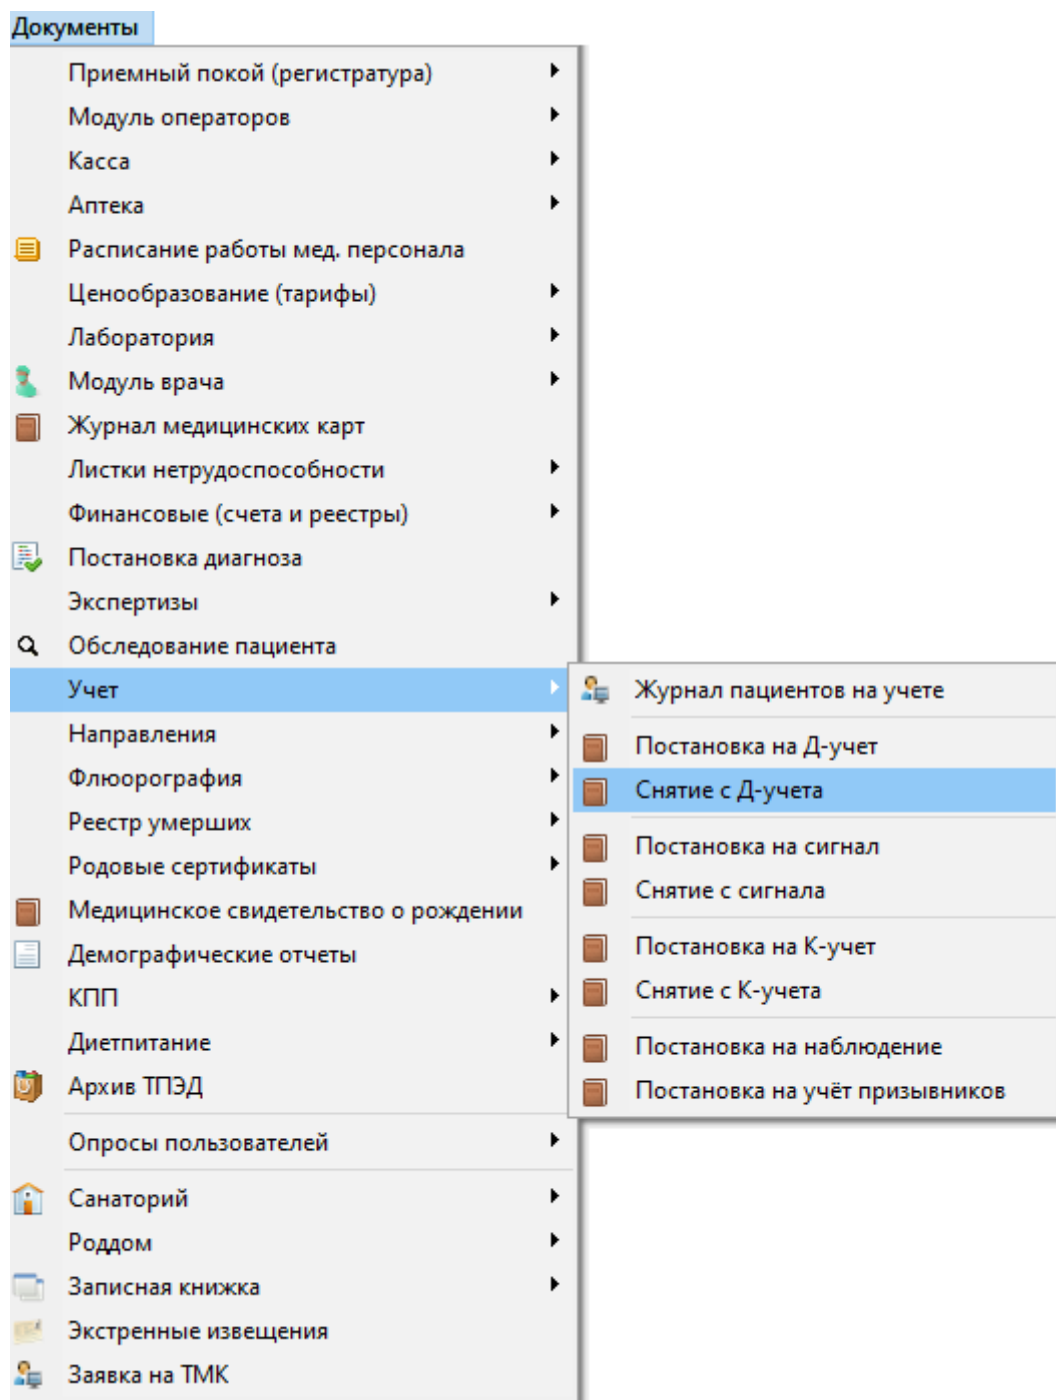 Документы
Приемный покой (регистратура)
Модуль операторов
Касса
Аптека
Расписание работы мед. персонала
Ценообразование (тарифы)
Лаборатория
Модуль врача
Журнал медицинских карт
Листки нетрудоспособности
Финансовые (счета и реестры)
Постановка диагноза
Экспертизы
Обследование пациента
Учет
Направления
Флюорография
Реестр умерших
Родовые сертификаты
Медицинское свидетельство о рождении
Демографические отчеты
КПП
Диетпитание
Архив ТПЭД
Опросы пользователей
Санаторий
Роддом
Записная книжка
Экстренные извещения
Заявка на ТМК
Журнал пациентов на учете
Постановка на Д-учет
Снятие с Д-учета
Постановка на сигнал
Снятие с сигнала
Постановка на К-учет
Снятие с К-учета
Постановка на наблюдение
Постановка на учёт призывников